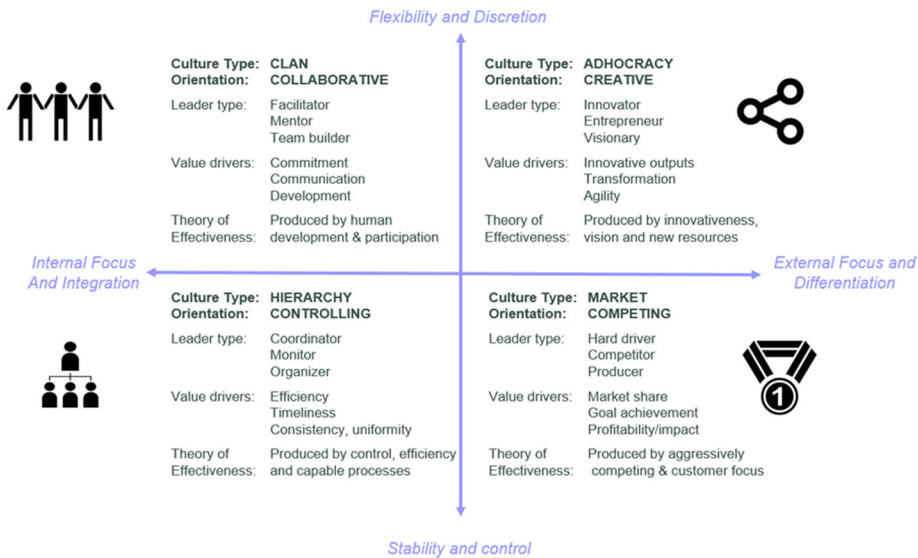 Flexibility and Discretion
Culture Type: CLAN
Orientation: COLLABORATIVE
Leader type: Facilitator
Mentor
Team builder
Value drivers: Commitment
Communication
Development
Theory of Produced by human
Effectiveness: development & participation
Culture Type: ADHOCRACY
Orientation: CREATIVE
Leader type: Innovator
Entrepreneur
Visionary
Value drivers: Innovative outputs
Transformation
Agility
Theory of Produced by innovativeness,
Effectiveness: vision and new resources
Internal Focus
And Integration
External Focus and
Differentiation
Culture Type: HIERARCHY
Orientation: CONTROLLING
Leader type: Coordinator
Monitor
Organizer
Value drivers: Efficiency
Timeliness
Consistency, uniformity
Theory of Produced by control, efficiency
Effectiveness: and capable processes
Culture Type: MARKET
Orientation: COMPETING
Leader type: Hard driver
Competitor
Producer
Value drivers: Market share
Goal achievement
Profitability/impact
Theory of Produced by aggressively
Effectiveness: competing & customer focus
1
Stability and control